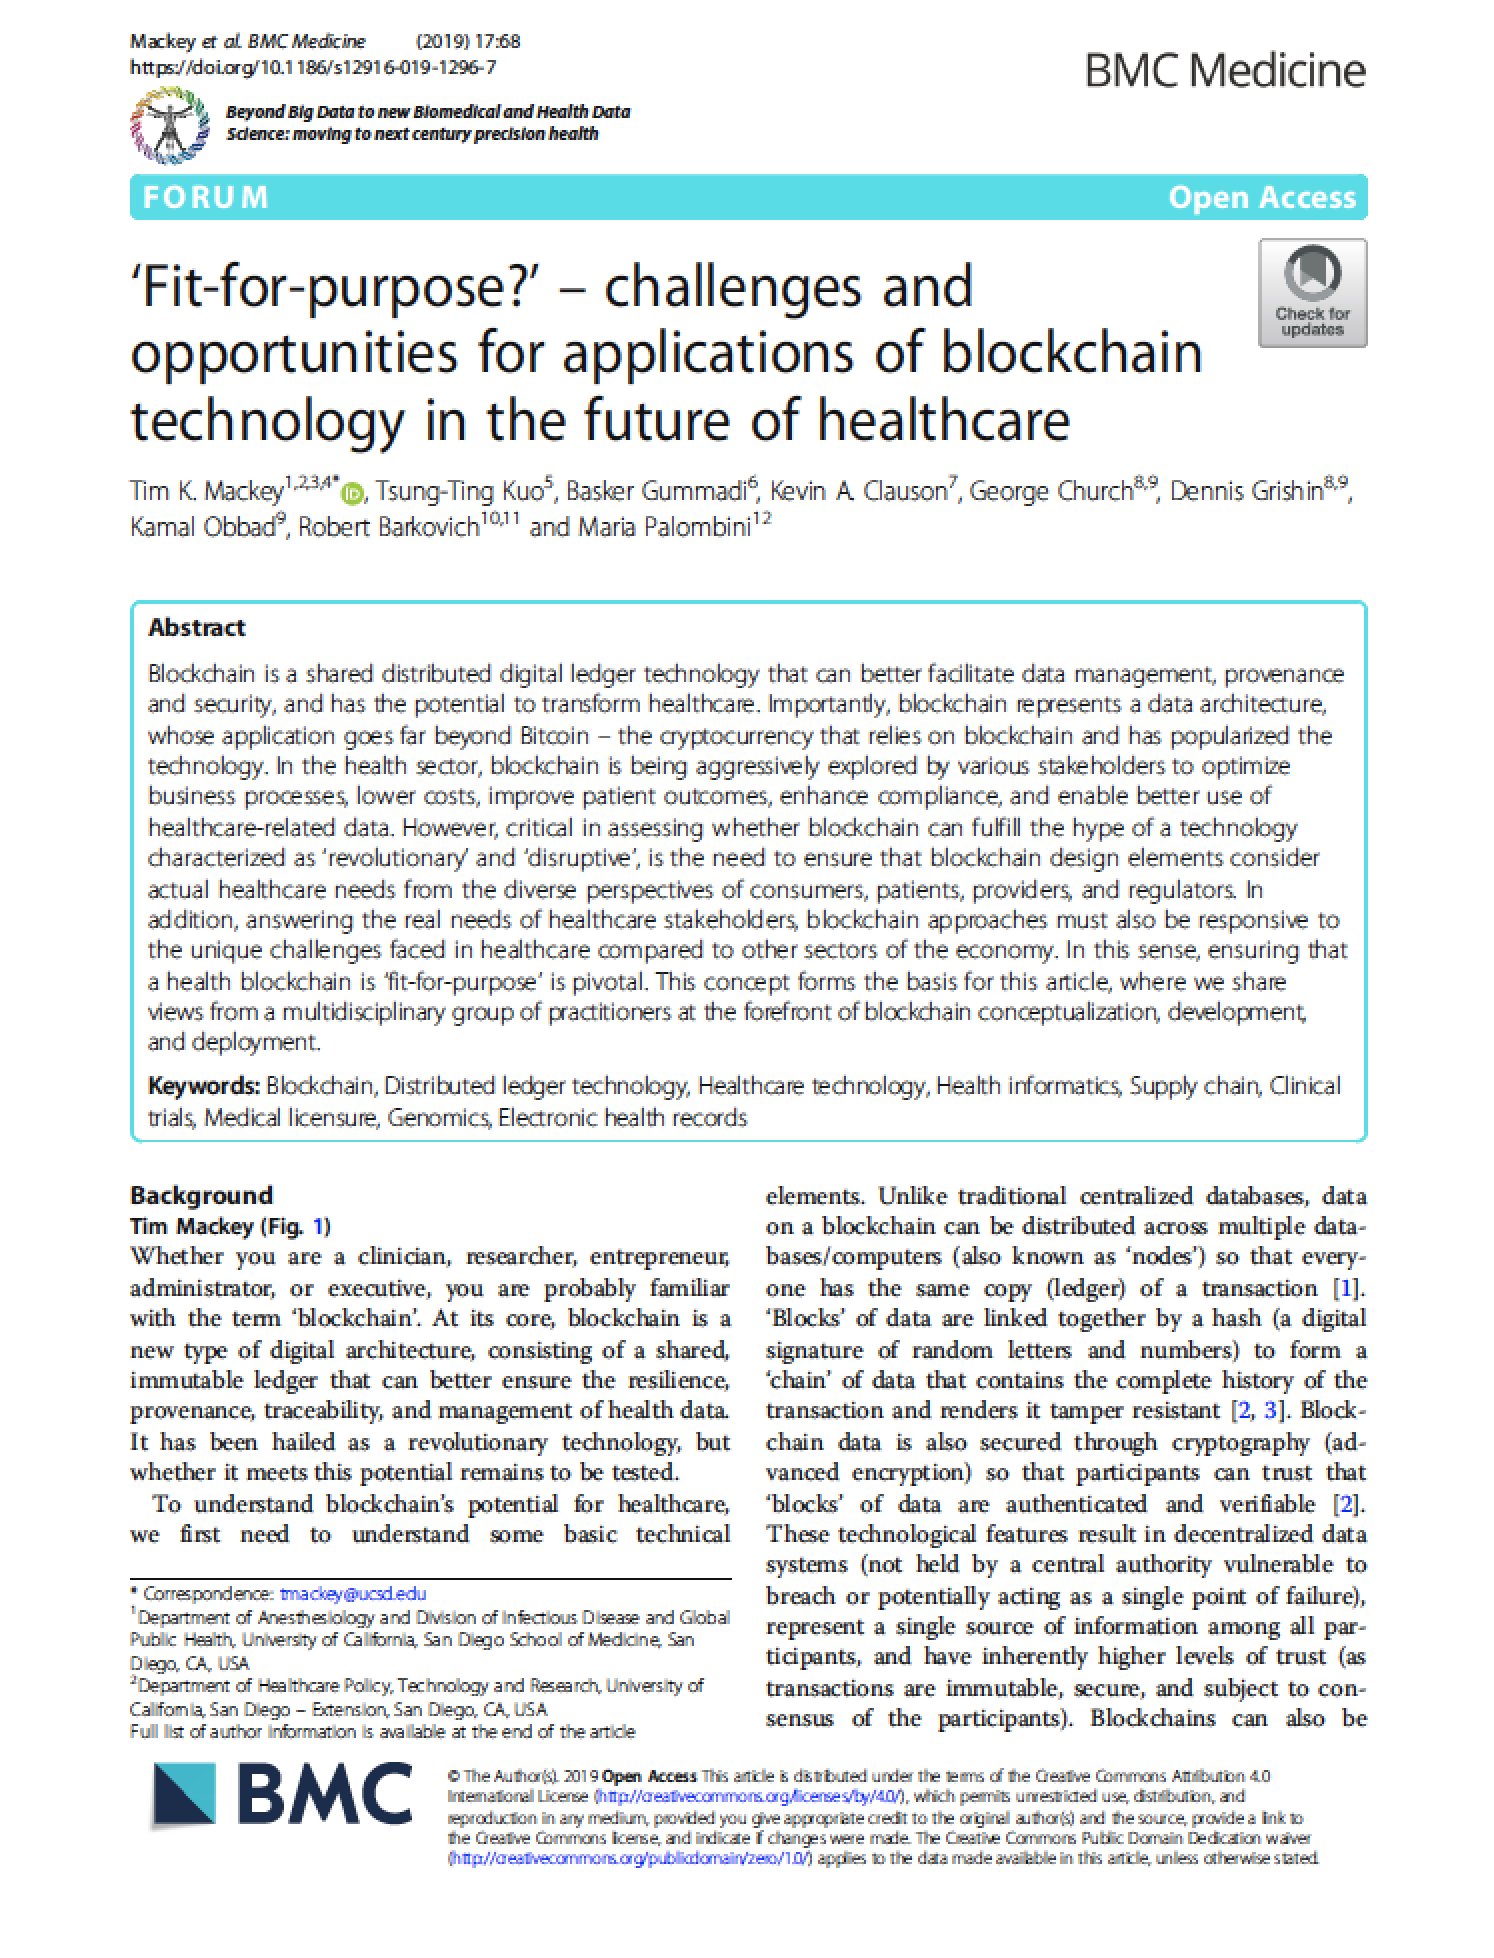 Mackey et al. BMC Medicine (2019) 17:68
https://doi.org/10.1186/s12916-019-1296-7
BMC Medicine
Beyond Big Data to new Biomedical and Health Data
Science: moving to next century precision health
FORUM Open Access
Check for
updates
‘Fit-for-purpose?’ – challenges and
opportunities for applications of blockchain
technology in the future of healthcare
Tim K. Mackey1,2,3,4* iD, Tsung-Ting Kuo5, Basker Gummadi6, Kevin A. Clauson7, George Church8,9, Dennis Grishin8,9,
Kamal Obbad9, Robert Barkovich10,11 and Maria Palombini12
Abstract
Blockchain is a shared distributed digital ledger technology that can better facilitate data management, provenance
and security, and has the potential to transform healthcare. Importantly, blockchain represents a data architecture,
whose application goes far beyond Bitcoin – the cryptocurrency that relies on blockchain and has popularized the
technology. In the health sector, blockchain is being aggressively explored by various stakeholders to optimize
business processes, lower costs, improve patient outcomes, enhance compliance, and enable better use of
healthcare-related data. However, critical in assessing whether blockchain can fulfill the hype of a technology
characterized as ‘revolutionary’ and ‘disruptive’, is the need to ensure that blockchain design elements consider
actual healthcare needs from the diverse perspectives of consumers, patients, providers, and regulators. In
addition, answering the real needs of healthcare stakeholders, blockchain approaches must also be responsive to
the unique challenges faced in healthcare compared to other sectors of the economy. In this sense, ensuring that
a health blockchain is ‘fit-for-purpose’ is pivotal. This concept forms the basis for this article, where we share
views from a multidisciplinary group of practitioners at the forefront of blockchain conceptualization, development,
and deployment.
Keywords: Blockchain, Distributed ledger technology, Healthcare technology, Health informatics, Supply chain, Clinical
trials, Medical licensure, Genomics, Electronic health records
Background
Tim Mackey (Fig. 1)
Whether you are a clinician, researcher, entrepreneur,
administrator, or executive, you are probably familiar
with the term ‘blockchain’. At its core, blockchain is a
new type of digital architecture, consisting of a shared,
immutable ledger that can better ensure the resilience,
provenance, traceability, and management of health data.
It has been hailed as a revolutionary technology, but
whether it meets this potential remains to be tested.
To understand blockchain’s potential for healthcare,
we first need to understand some basic technical
elements. Unlike traditional centralized databases, data
on a blockchain can be distributed across multiple data-
bases/computers (also known as ‘nodes’) so that every-
one has the same copy (ledger) of a transaction [1].
‘Blocks’ of data are linked together by a hash (a digital
signature of random letters and numbers) to form a
‘chain’ of data that contains the complete history of the
transaction and renders it tamper resistant [2, 3]. Block-
chain data is also secured through cryptography (ad-
vanced encryption) so that participants can trust that
‘blocks’ of data are authenticated and verifiable [2].
These technological features result in decentralized data
systems (not held by a central authority vulnerable to
breach or potentially acting as a single point of failure),
represent a single source of information among all par-
ticipants, and have inherently higher levels of trust (as
transactions are immutable, secure, and subject to con-
sensus of the participants). Blockchains can also be
* Correspondence: tmackey@ucsd.edu
1Department of Anesthesiology and Division of Infectious Disease and Global
Public Health, University of California, San Diego School of Medicine, San
Diego, CA, USA
2Department of Healthcare Policy, Technology and Research, University of
California, San Diego – Extension, San Diego, CA, USA
Full list of author information is available at the end of the article
BMC
© The Author(s). 2019 Open Access This article is distributed under the terms of the Creative Commons Attribution 4.0
International License (http://creativecommons.org/licenses/by/4.0/), which permits unrestricted use, distribution, and
reproduction in any medium, provided you give appropriate credit to the original author(s) and the source, provide a link to
the Creative Commons license, and indicate if changes were made. The Creative Commons Public Domain Dedication waiver
(http://creativecommons.org/publicdomain/zero/1.0/) applies to the data made available in this article, unless otherwise stated.